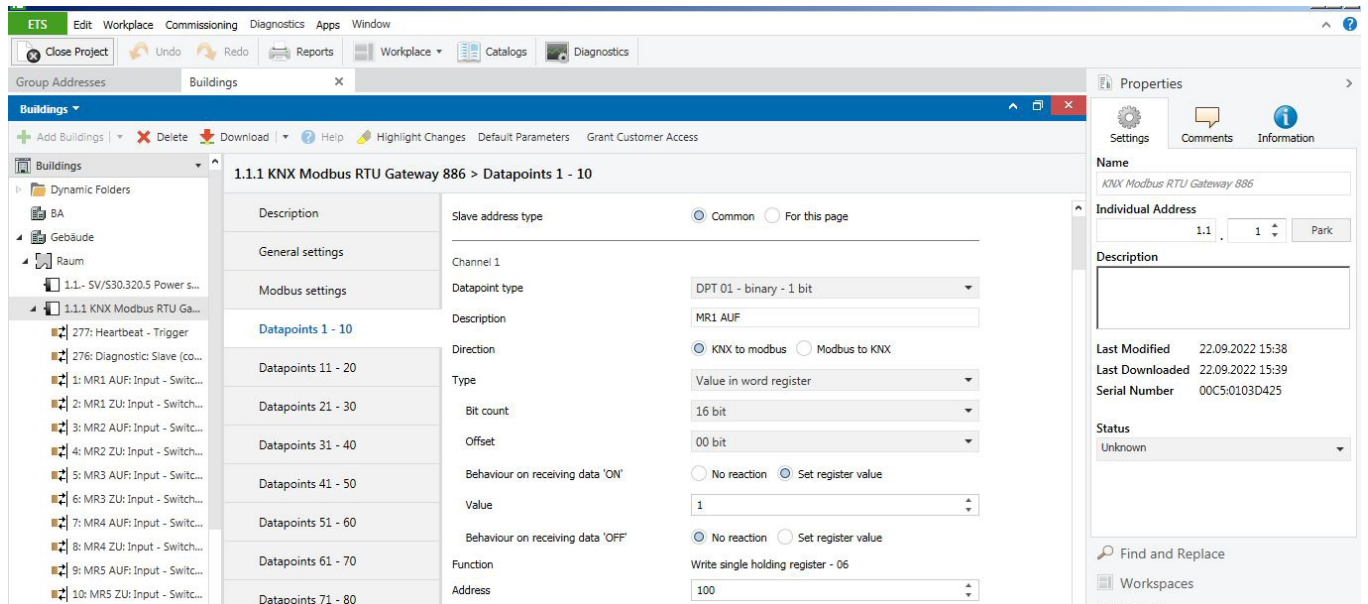 ETS Edit Workplace Commissioning Diagnostics Apps Window
Close Project Undo Redo Reports Workplace Catalogs Diagnostics
Group Addresses Buildings
Buildings
Add Buildings Delete Download Help Highlight Changes Default Parameters Grant Customer Access
Buildings
Dynamic Folders
BA
Gebäude
Raum
1.1.- SV/S30.320.5 Power s...
1.1.1 KNX Modbus RTU Ga...
277: Heartbeat - Trigger
276: Diagnostic: Slave (co...
1: MR1 AUF: Input - Switc...
2: MR1 ZU: Input - Switch...
3: MR2 AUF: Input - Switc...
4: MR2 ZU: Input - Switch...
5: MR3 AUF: Input - Switc...
6: MR3 ZU: Input - Switch...
7: MR4 AUF: Input - Switc...
8: MR4 ZU: Input - Switch...
9: MR5 AUF: Input - Switc...
10: MR5 ZU: Input - Switc...
1.1.1 KNX Modbus RTU Gateway 886 > Datapoints 1 - 10
Description
General settings
Modbus settings
Datapoints 1 - 10
Datapoints 11 - 20
Datapoints 21 - 30
Datapoints 31 - 40
Datapoints 41 - 50
Datapoints 51 - 60
Datapoints 61 - 70
Datapoints 71 - 80
Slave address type Common For this page
Channel 1
Datapoint type DPT 01 - binary - 1 bit
Description MR1 AUF
Direction KNX to modbus Modbus to KNX
Type Value in word register
Bit count 16 bit
Offset 00 bit
Behaviour on receiving data 'ON' No reaction Set register value
Value 1
Behaviour on receiving data 'OFF' No reaction Set register value
Function Write single holding register - 06
Address 100
Properties
Settings Comments Information
Name
KNX Modbus RTU Gateway 886
Individual Address
1.1 . 1 Park
Description
Last Modified 22.09.2022 15:38
Last Downloaded 22.09.2022 15:39
Serial Number 00C5:0103D425
Status
Unknown
Find and Replace
Workspaces